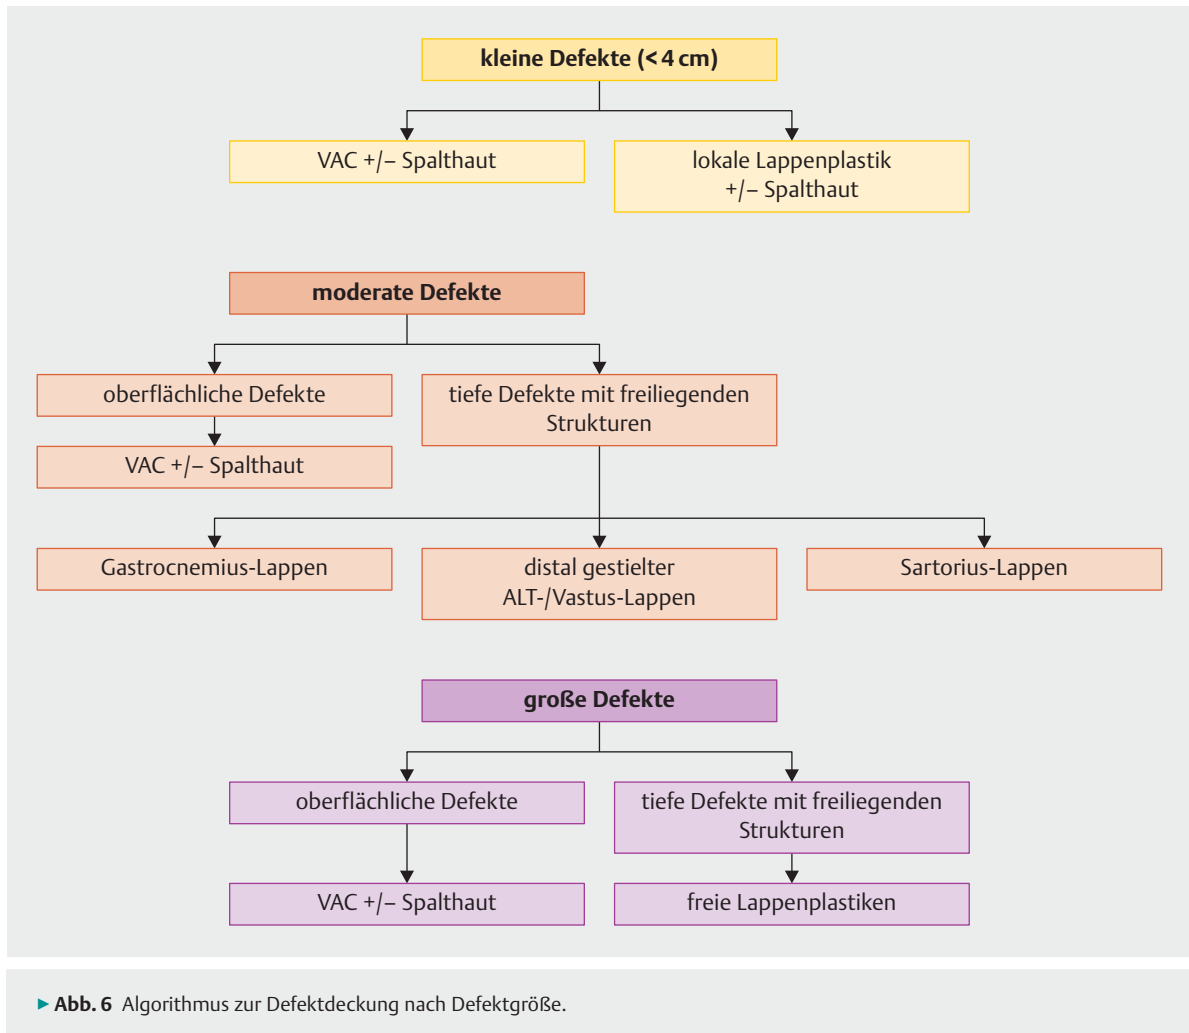 kleine Defekte (< 4 cm)
VAC +/– Spalthaut
lokale Lappenplastik
+/– Spalthaut
moderate Defekte
oberflächliche Defekte
tiefe Defekte mit freiliegenden
Strukturen
VAC +/– Spalthaut
Gastrocnemius-Lappen
distal gestielter
ALT-/Vastus-Lappen
Sartorius-Lappen
große Defekte
oberflächliche Defekte
tiefe Defekte mit freiliegenden
Strukturen
VAC +/– Spalthaut
freie Lappenplastiken
▶ Abb. 6 Algorithmus zur Defektdeckung nach Defektgröße.